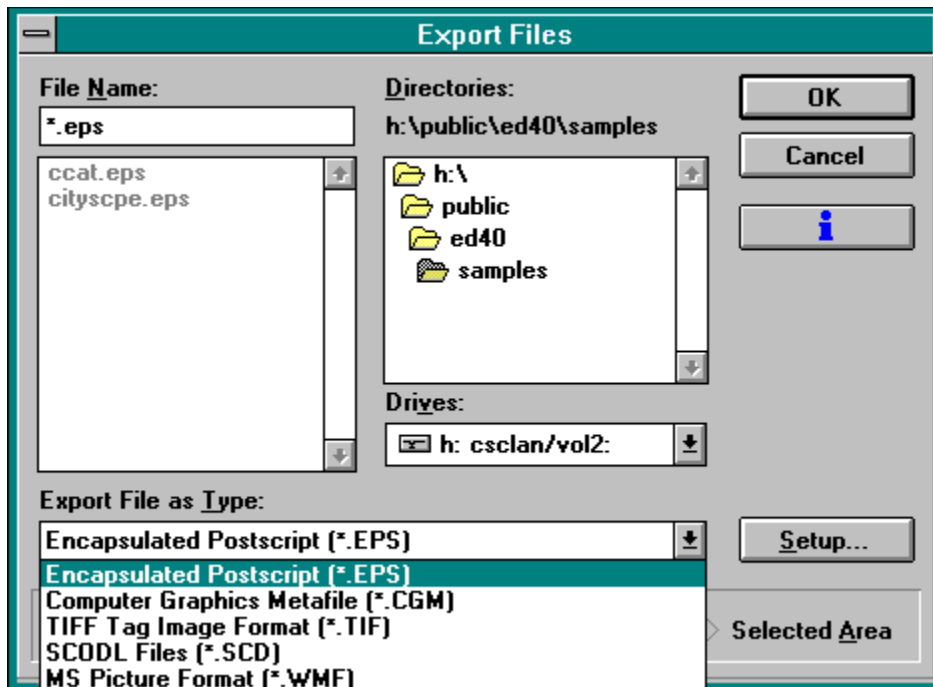 Export Files
File Name:
*.eps
ccat.eps
cityscpe.eps
Directories:
h:\public\ed40\samples
h:\
public
ed40
samples
Drives:
h: csclan/vol2:
OK
Cancel
i
Export File as Type:
Encapsulated Postscript (*.EPS)
Encapsulated Postscript (*.EPS)
Computer Graphics Metafile (*.CGM)
TIFF Tag Image Format (*.TIF)
SCODL Files (*.SCD)
MS Picture Format (*.WMF)
Setup...
Selected Area